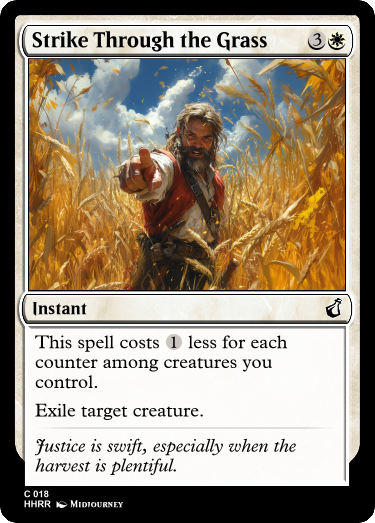 Strike Through the Grass 3
Instant
This spell costs 1 less for each
counter among creatures you
control.
Exile target creature.
Justice is swift, especially when the
harvest is plentiful.
C 018
HHRR Midjourney